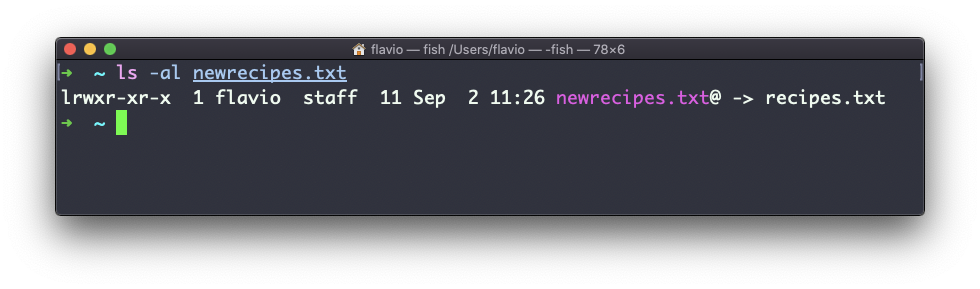 flavio — fish /Users/flavio — -fish — 78×6
[➜ ~ ls -al newrecipes.txt ]
lrwxr-xr-x 1 flavio staff 11 Sep 2 11:26 newrecipes.txt@ -> recipes.txt
➜ ~